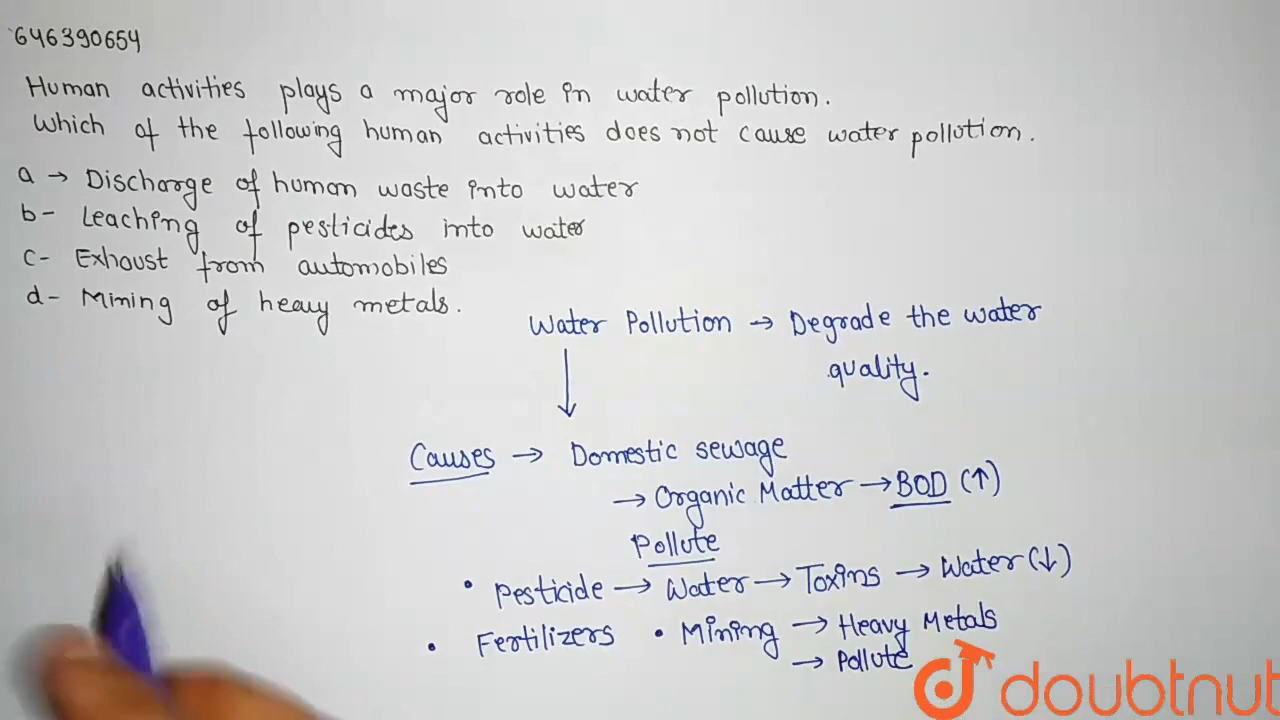 646390654
Human activities plays a major role in water pollution.
Which of the following human activities does not cause water pollution.
a → Discharge of human waste into water
b- Leaching of pesticides into water
c- Exhaust from automobiles
d- Mining of heavy metals.
Water Pollution → Degrade the water
quality.
↓
Causes → Domestic sewage
→ Organic Matter → BOD (↑)
Pollute
• Pesticide → Water → Toxins → Water (↓)
• Fertilizers • Mining → Heavy Metals
→ Pollute
doubtnut